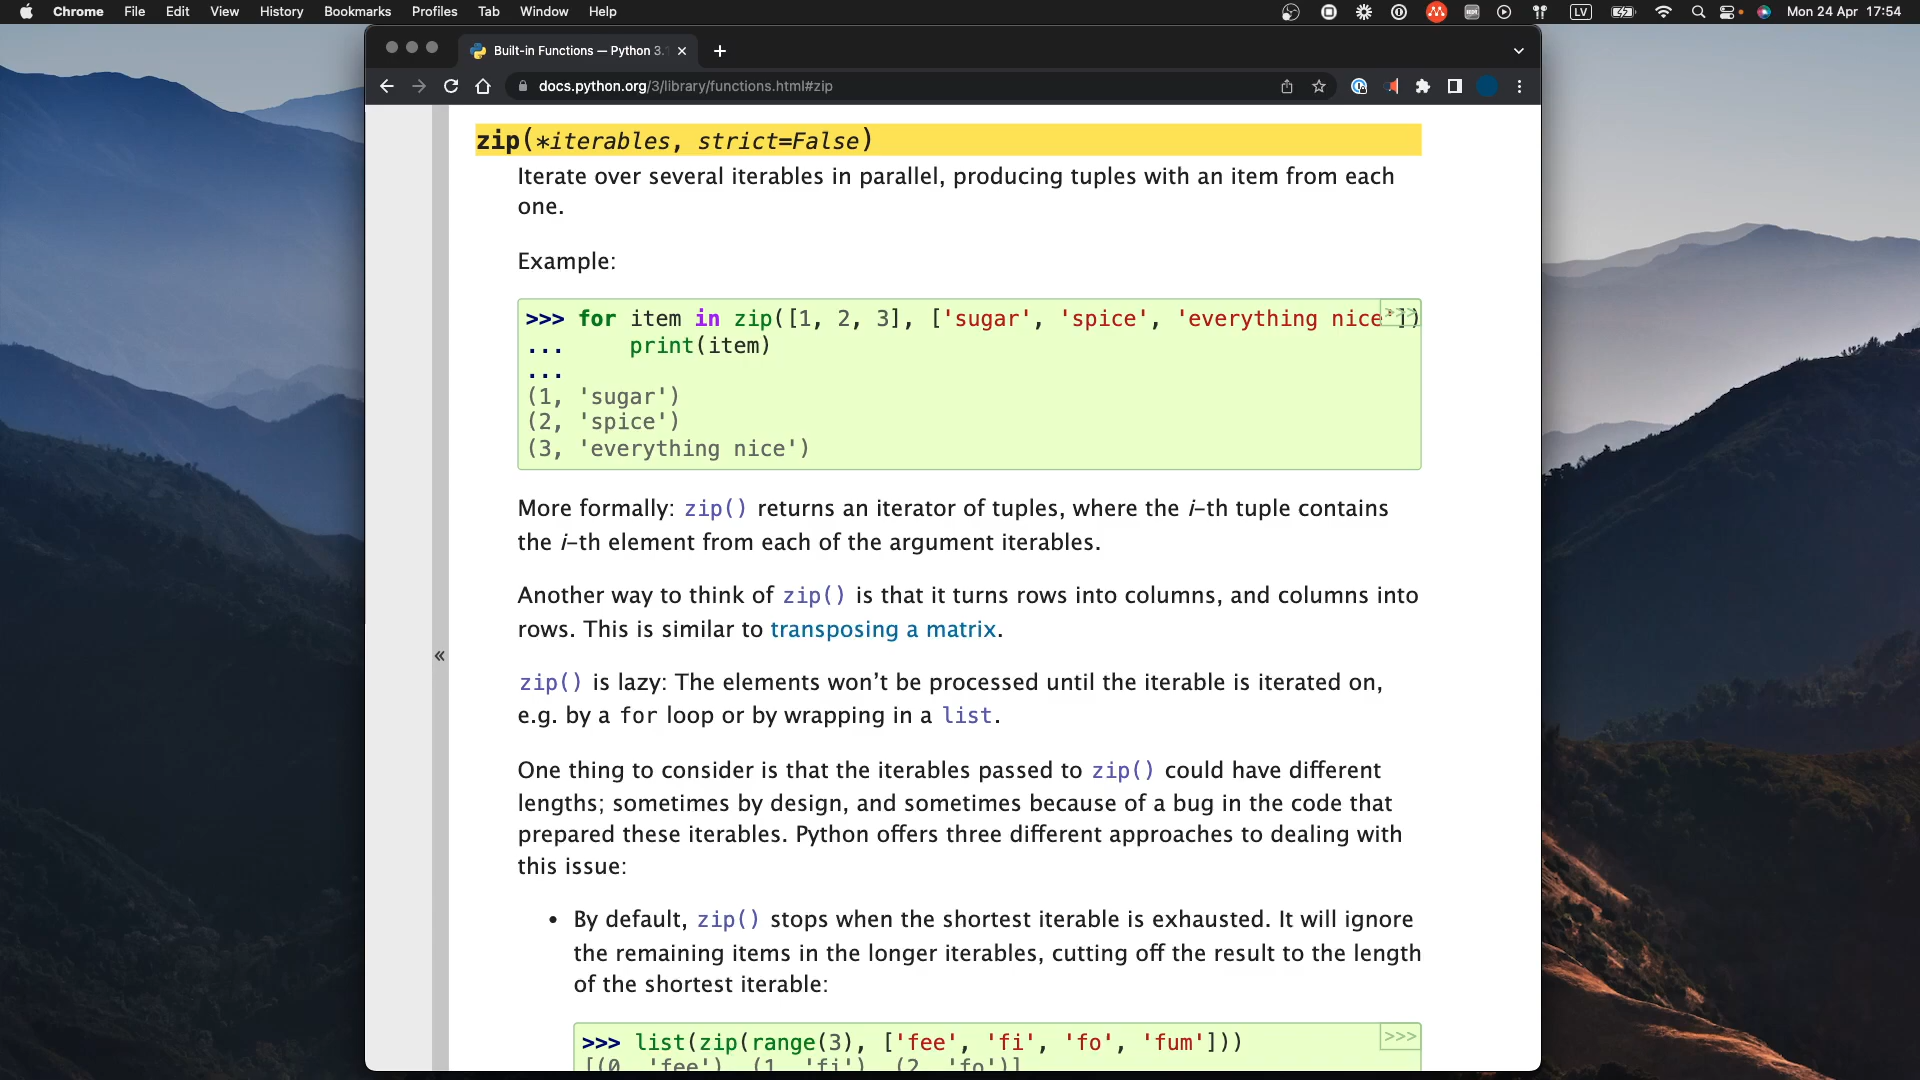 Chrome File Edit View History Bookmarks Profiles Tab Window Help
LV Mon 24 Apr 17:54
Built-in Functions — Python 3.
docs.python.org/3/library/functions.html#zip
zip(*iterables, strict=False)
Iterate over several iterables in parallel, producing tuples with an item from each
one.
Example:
>>> for item in zip([1, 2, 3], ['sugar', 'spice', 'everything nice'])
>>>
... print(item)
...
(1, 'sugar')
(2, 'spice')
(3, 'everything nice')
More formally: zip() returns an iterator of tuples, where the i-th tuple contains
the i-th element from each of the argument iterables.
Another way to think of zip() is that it turns rows into columns, and columns into
rows. This is similar to transposing a matrix.
«
zip() is lazy: The elements won’t be processed until the iterable is iterated on,
e.g. by a for loop or by wrapping in a list.
One thing to consider is that the iterables passed to zip() could have different
lengths; sometimes by design, and sometimes because of a bug in the code that
prepared these iterables. Python offers three different approaches to dealing with
this issue:
• By default, zip() stops when the shortest iterable is exhausted. It will ignore
the remaining items in the longer iterables, cutting off the result to the length
of the shortest iterable:
>>> list(zip(range(3), ['fee', 'fi', 'fo', 'fum']))
>>>
[(0, 'fee'), (1, 'fi'), (2, 'fo')]